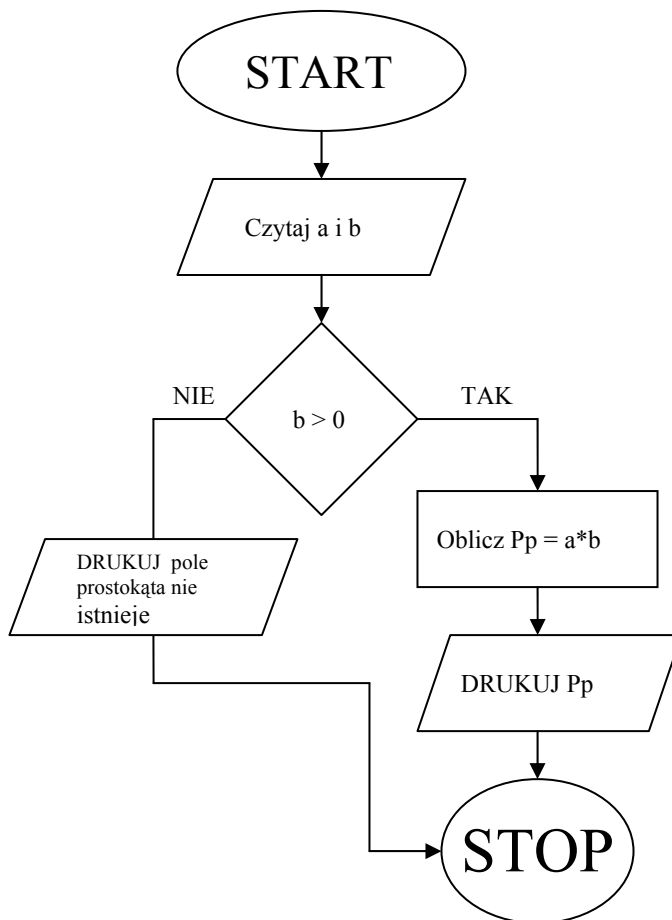 START
Czytaj a i b
NIE
TAK
b > 0
Oblicz Pp = a*b
DRUKUJ pole
prostokąta nie
istnieje
DRUKUJ Pp
STOP